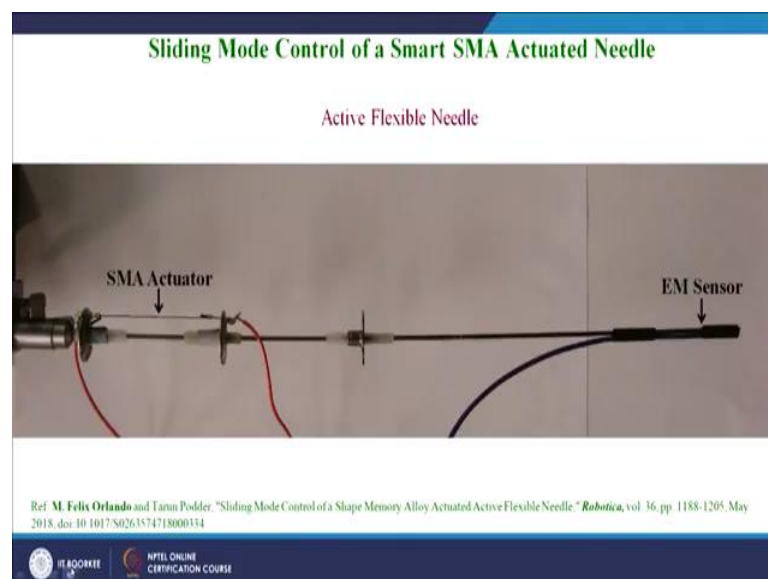 Sliding Mode Control of a Smart SMA Actuated Needle
Active Flexible Needle
SMA Actuator
EM Sensor
Ref: M. Felix Orlando and Tarun Podder, "Sliding Mode Control of a Shape Memory Alloy Actuated Active Flexible Needle," Robotica, vol. 36, pp. 1188-1205, May
2018, doi:10.1017/S0263574718000334
IIT ROORKEE
NPTEL ONLINE
CERTIFICATION COURSE